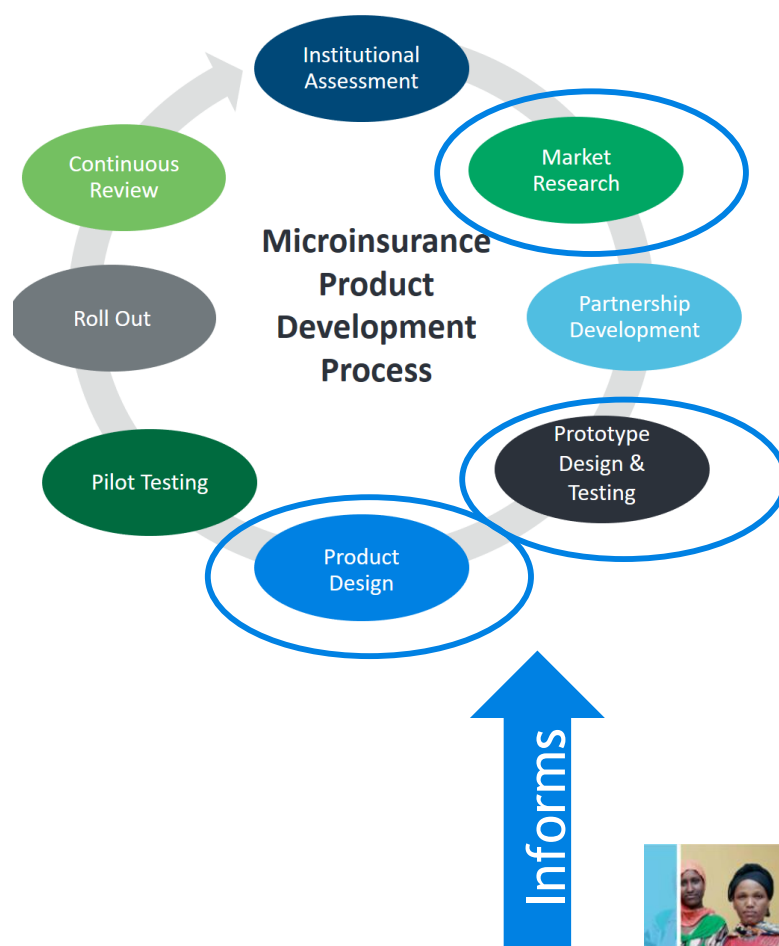 Institutional
Assessment
Market
Research
Partnership
Development
Prototype
Design &
Testing
Product
Design
Pilot Testing
Roll Out
Continuous
Review
Microinsurance
Product
Development
Process
Informs